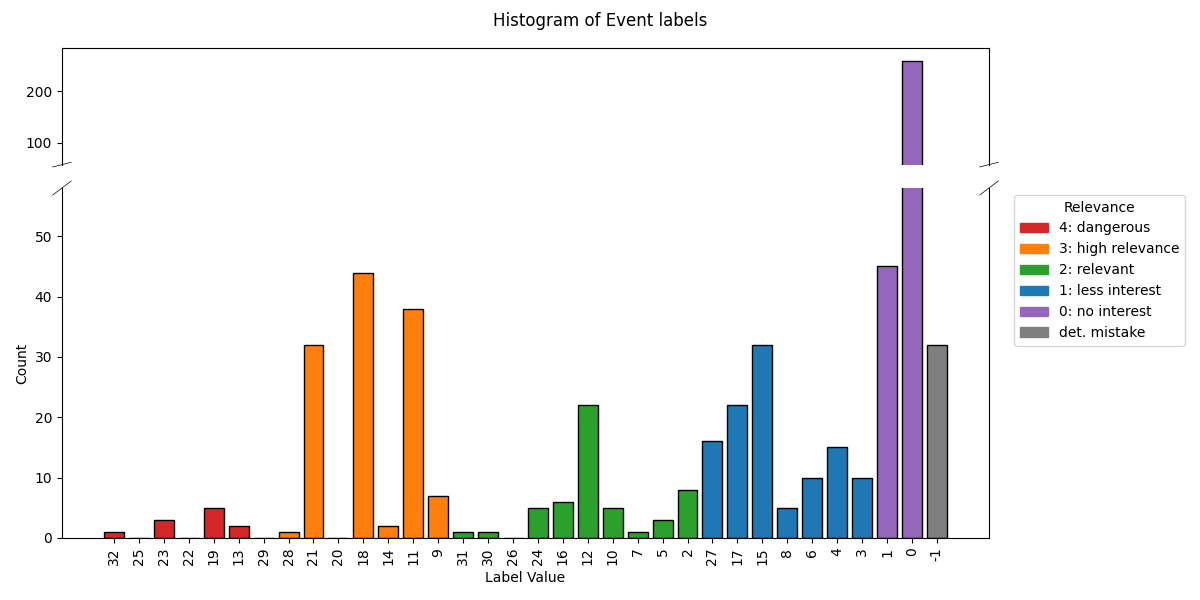 Histogram of Event labels
200
100
50
40
30
20
10
0
Count
32 25 23 22 19 13 29 28 21 20 18 14 11 9 31 30 26 24 16 12 10 7 5 2 27 17 15 8 6 4 3 1 0 -1
Label Value
Relevance
4: dangerous
3: high relevance
2: relevant
1: less interest
0: no interest
det. mistake